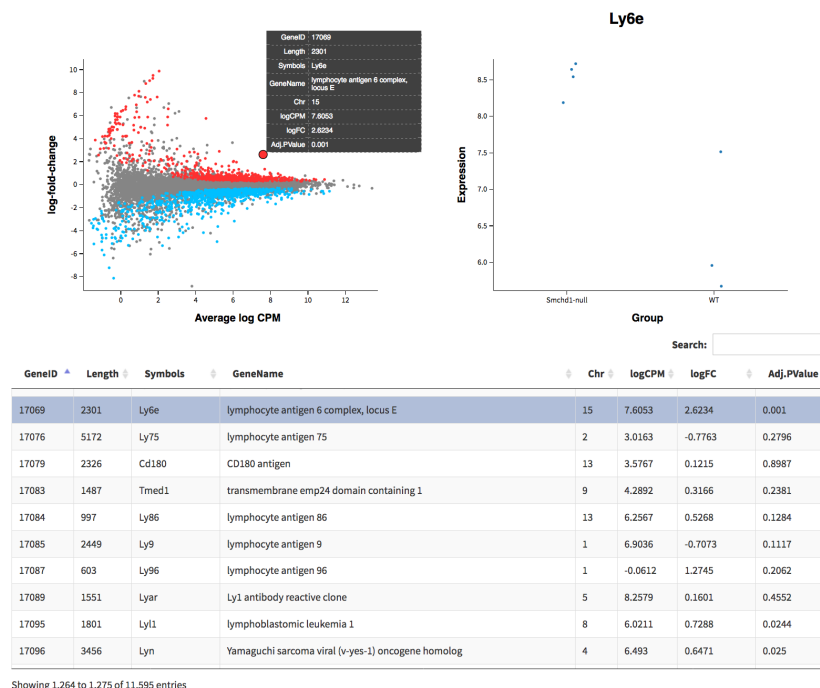 Ly6e
GeneID 17069
Length 2301
Symbols Ly6e
GeneName lymphocyte antigen 6 complex,
locus E
Chr 15
logCPM 7.6053
logFC 2.6234
Adj.PValue 0.001
log-fold-change
10
8
6
4
2
0
-2
-4
-6
-8
0 2 4 6 8 10 12
Average log CPM
Expression
8.5
8.0
7.5
7.0
6.5
6.0
Smchd1-null WT
Group
Search:
GeneID Length Symbols GeneName Chr logCPM logFC Adj.PValue
17069 2301 Ly6e lymphocyte antigen 6 complex, locus E 15 7.6053 2.6234 0.001
17076 5172 Ly75 lymphocyte antigen 75 2 3.0163 -0.7763 0.2796
17079 2326 Cd180 CD180 antigen 13 3.5767 0.1215 0.8987
17083 1487 Tmed1 transmembrane emp24 domain containing 1 9 4.2892 0.3166 0.2381
17084 997 Ly86 lymphocyte antigen 86 13 6.2567 0.5268 0.1284
17085 2449 Ly9 lymphocyte antigen 9 1 6.9036 -0.7073 0.1117
17087 603 Ly96 lymphocyte antigen 96 1 -0.0612 1.2745 0.2062
17089 1551 Lyar Ly1 antibody reactive clone 5 8.2579 0.1601 0.4552
17095 1801 Lyl1 lymphoblastomic leukemia 1 8 6.0211 0.7288 0.0244
17096 3456 Lyn Yamaguchi sarcoma viral (v-yes-1) oncogene homolog 4 6.493 0.6471 0.025
Showing 1,264 to 1,275 of 11,595 entries